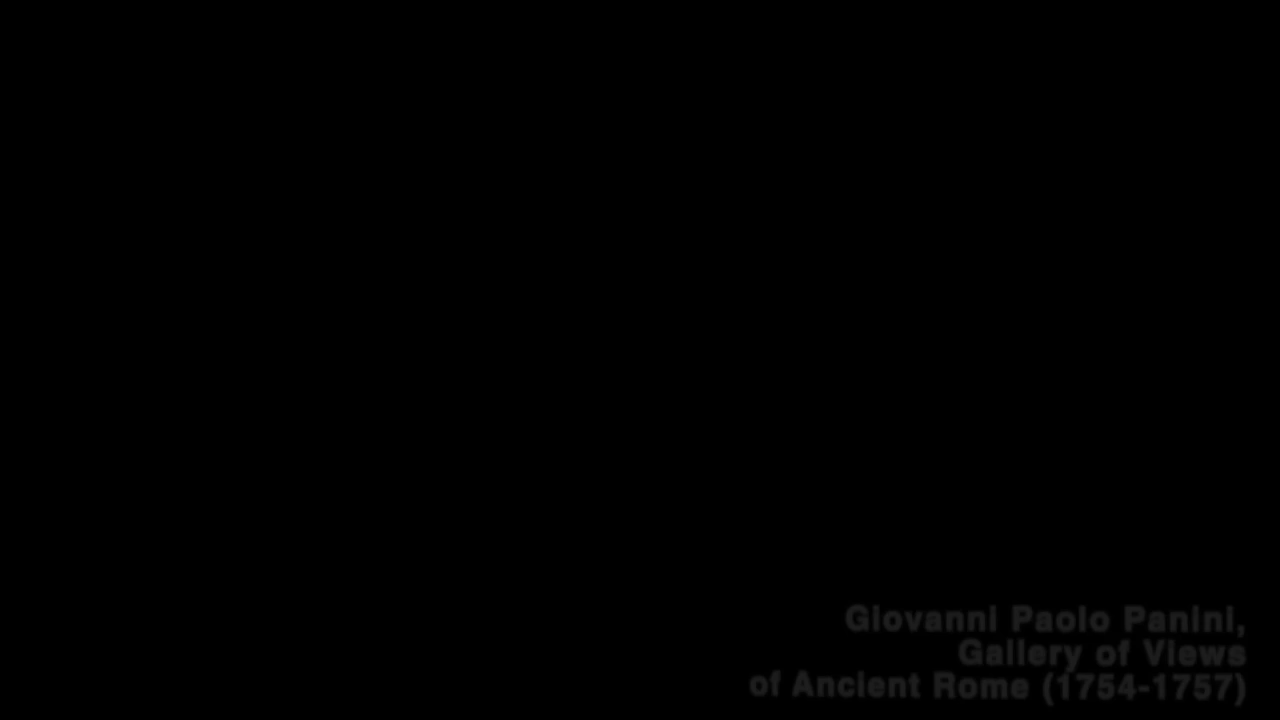 Giovanni Paolo Panini,
Gallery of Views
of Ancient Rome (1754-1757)